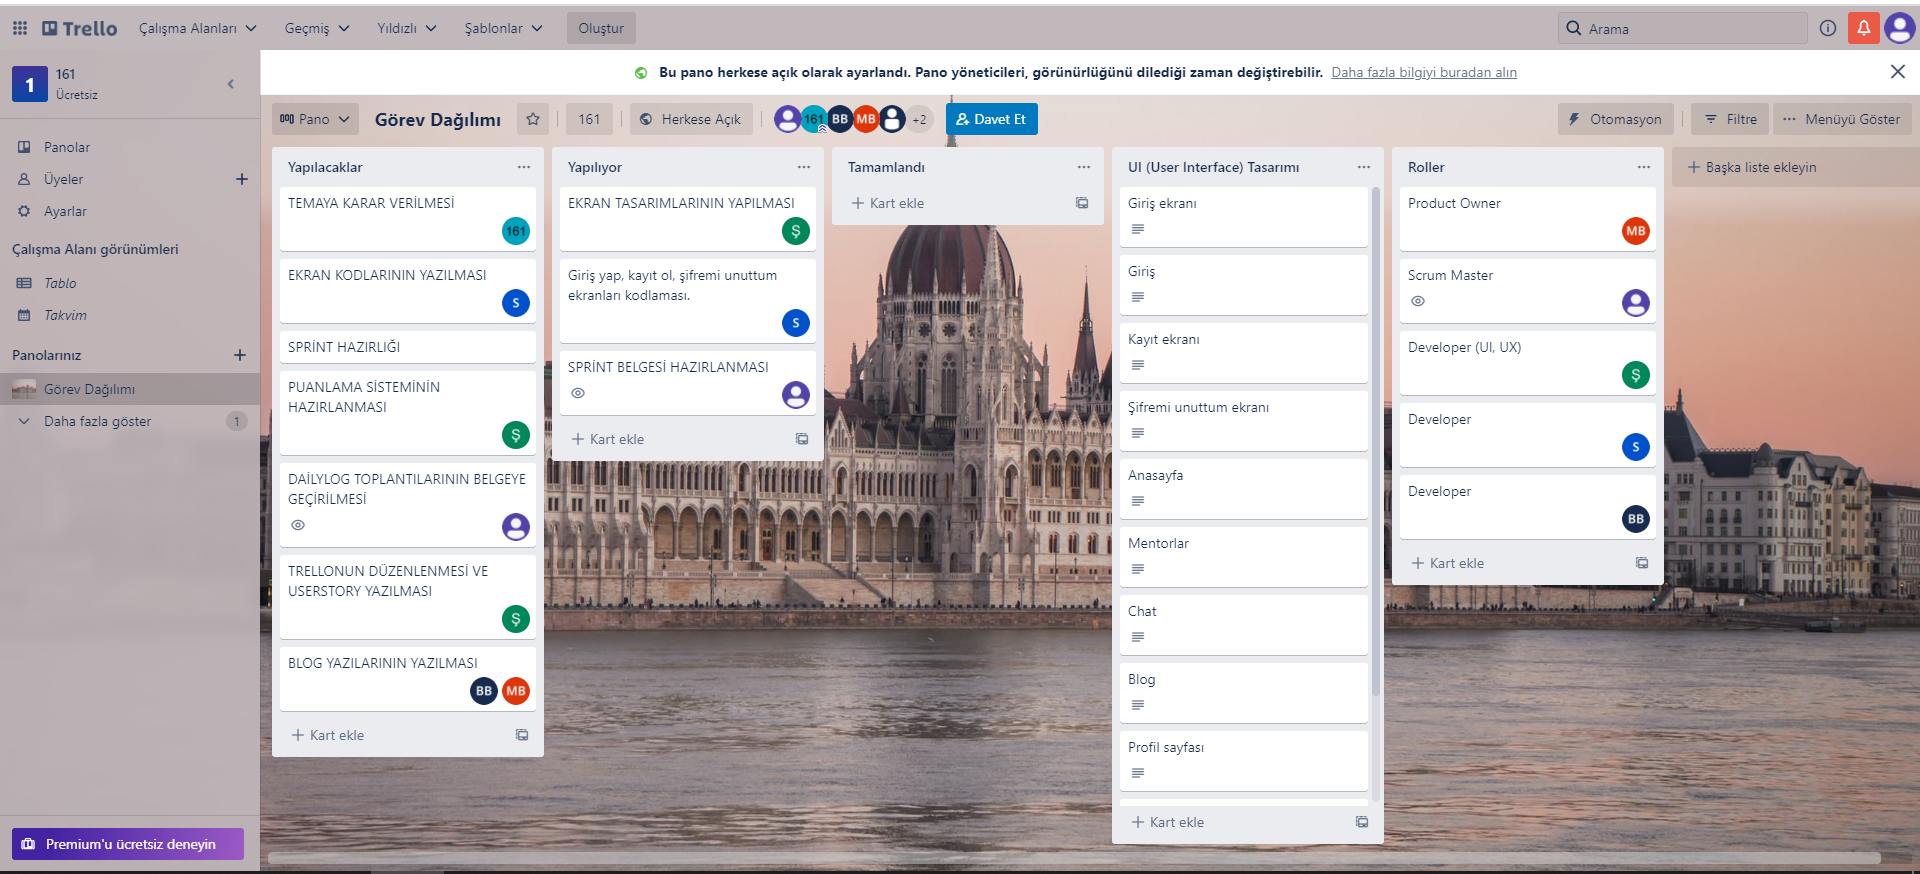 Trello
Çalışma Alanları
Geçmiş
Yıldızlı
Şablonlar
Oluştur
Arama
1
161
Ücretsiz
Panolar
Üyeler
Ayarlar
Çalışma Alanı görünümleri
Tablo
Takvim
Panolarınız
Görev Dağılımı
Daha fazla göster
1
Premium'u ücretsiz deneyin
Bu pano herkese açık olarak ayarlandı. Pano yöneticileri, görünürlüğünü dilediği zaman değiştirebilir. Daha fazla bilgiyi buradan alın
Pano
Görev Dağılımı
161
Herkese Açık
161
BB
MB
+2
Davet Et
Otomasyon
Filtre
Menüyü Göster
Yapılacaklar
TEMAYA KARAR VERİLMESİ
161
EKRAN KODLARININ YAZILMASI
S
SPRİNT HAZIRLIĞI
PUANLAMA SİSTEMİNİN
HAZIRLANMASI
Ş
DAİLYLOG TOPLANTILARININ BELGEYE
GEÇİRİLMESİ
TRELLONUN DÜZENLENMESİ VE
USERSTORY YAZILMASI
Ş
BLOG YAZILARININ YAZILMASI
BB
MB
Kart ekle
Yapılıyor
EKRAN TASARIMLARININ YAPILMASI
Ş
Giriş yap, kayıt ol, şifremi unuttum
ekranları kodlaması.
S
SPRİNT BELGESİ HAZIRLANMASI
Kart ekle
Tamamlandı
Kart ekle
UI (User Interface) Tasarımı
Giriş ekranı
Giriş
Kayıt ekranı
Şifremi unuttum ekranı
Anasayfa
Mentorlar
Chat
Blog
Profil sayfası
Kart ekle
Roller
Product Owner
MB
Scrum Master
Developer (UI, UX)
Ş
Developer
S
Developer
BB
Kart ekle
Başka liste ekleyin